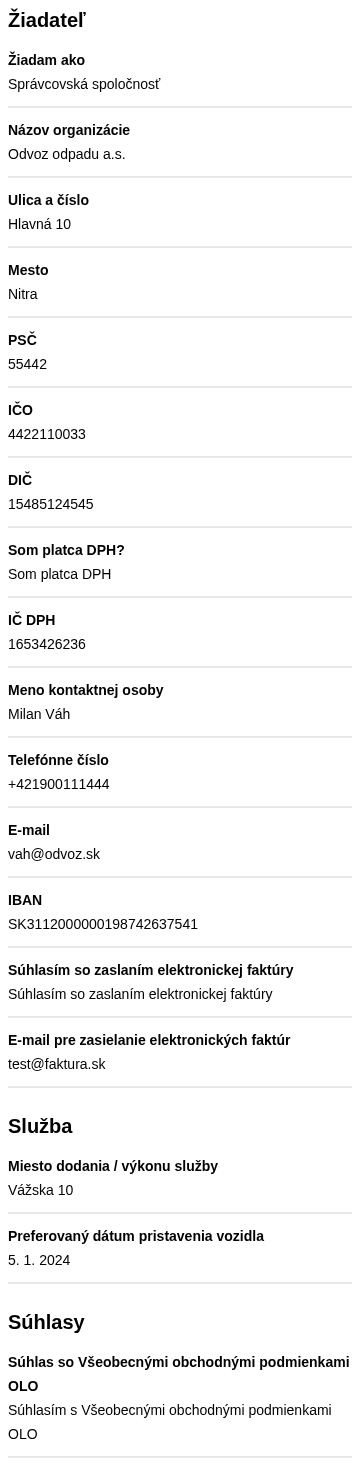 Žiadateľ
Žiadam ako
Správcovská spoločnosť
Názov organizácie
Odvoz odpadu a.s.
Ulica a číslo
Hlavná 10
Mesto
Nitra
PSČ
55442
IČO
4422110033
DIČ
15485124545
Som platca DPH?
Som platca DPH
IČ DPH
1653426236
Meno kontaktnej osoby
Milan Váh
Telefónne číslo
+421900111444
E-mail
vah@odvoz.sk
IBAN
SK3112000000198742637541
Súhlasím so zaslaním elektronickej faktúry
Súhlasím so zaslaním elektronickej faktúry
E-mail pre zasielanie elektronických faktúr
test@faktura.sk
Služba
Miesto dodania / výkonu služby
Vážska 10
Preferovaný dátum pristavenia vozidla
5. 1. 2024
Súhlasy
Súhlas so Všeobecnými obchodnými podmienkami
OLO
Súhlasím s Všeobecnými obchodnými podmienkami
OLO